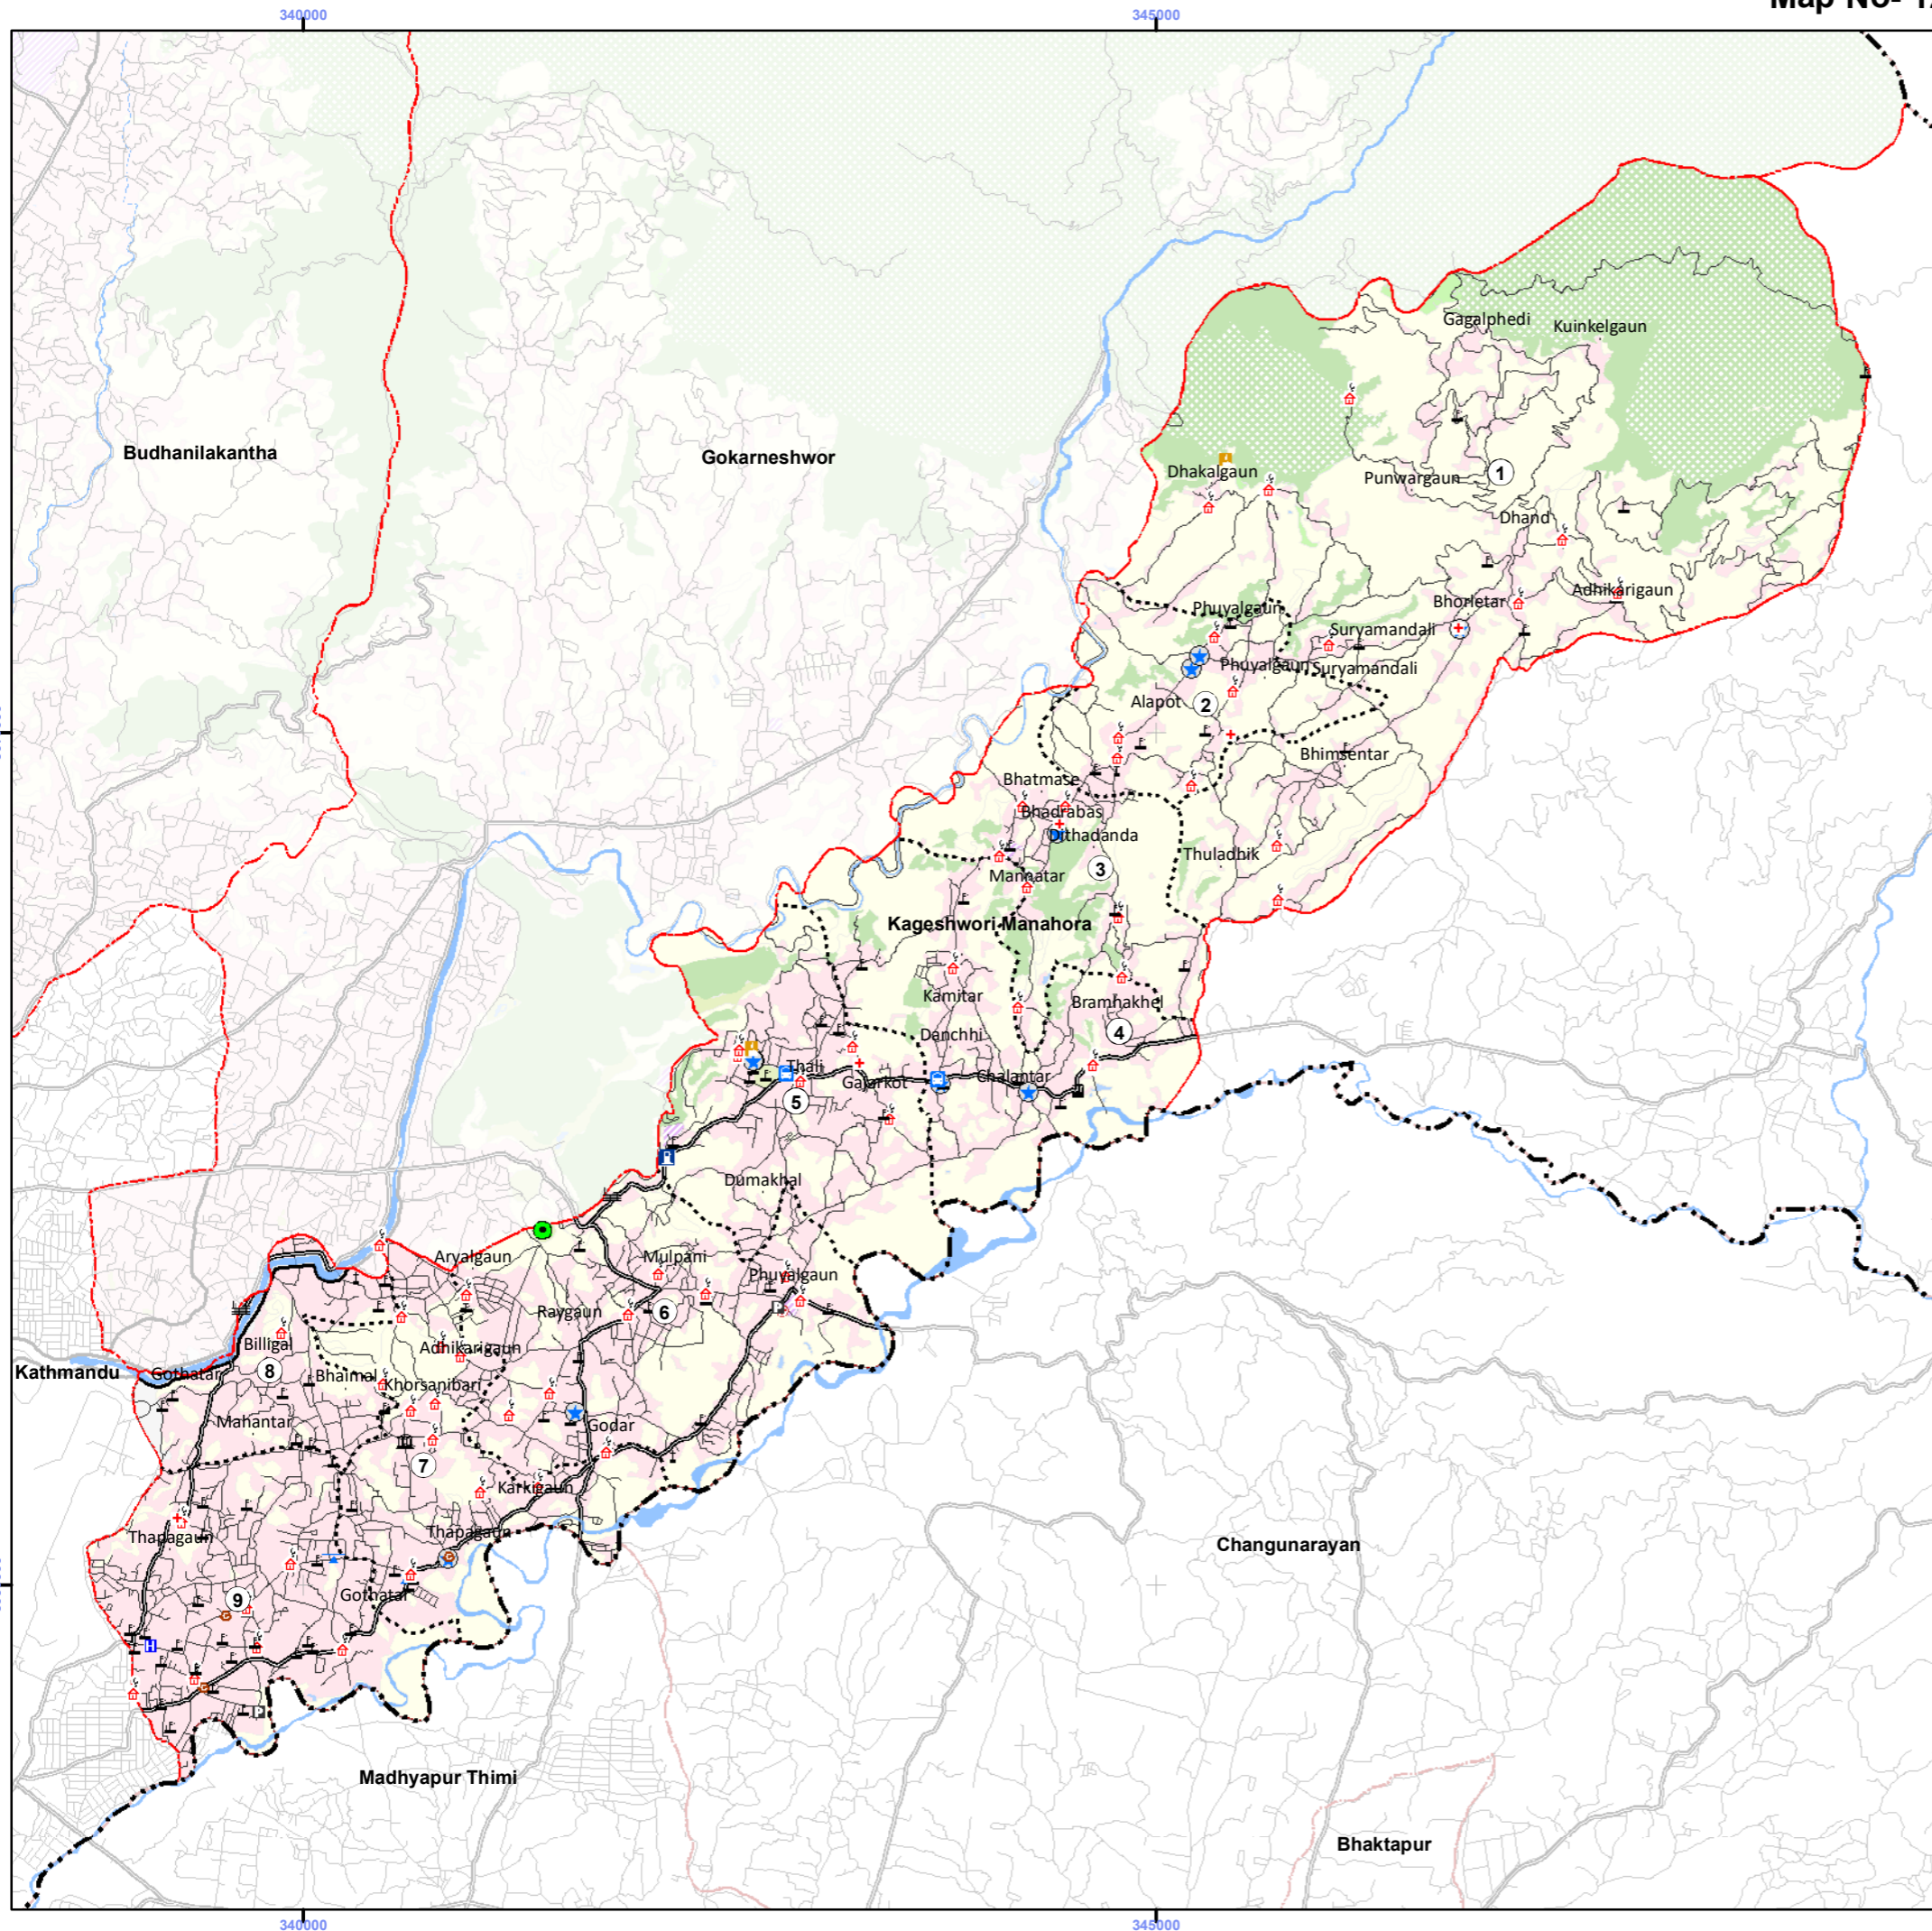 Map No-
340000
345000
Gagalphedi
Kuinkelgaun
Budhanilakantha
Gokarneshwor
Dhakalgaun
Punwargaun
1
Dhand
Adhikarigaun
Bhorletar
Phuyalgaun
Suryamandali
Phuyalgaun
Suryamandali
Alapot
2
Bhimsentar
Bhatmase
Bhadrabas
Dithadanda
Thuladhik
3
Mannatar
Kageshwori-Manahora
Kamitar
Bramhakhel
4
Danchhi
Thali
Gajarkot
Chalantar
5
Dumakhal
Aryalgaun
Mulpani
Phuyalgaun
Raygaun
6
Billigal
Adhikarigaun
Kathmandu
Gothatar
8
Bhaimal
Khorsanibari
Mahantar
Godar
7
Karkigaun
Thapagaun
Thapagaun
Changunarayan
Gothatar
9
H
Madhyapur Thimi
Bhaktapur
340000
345000